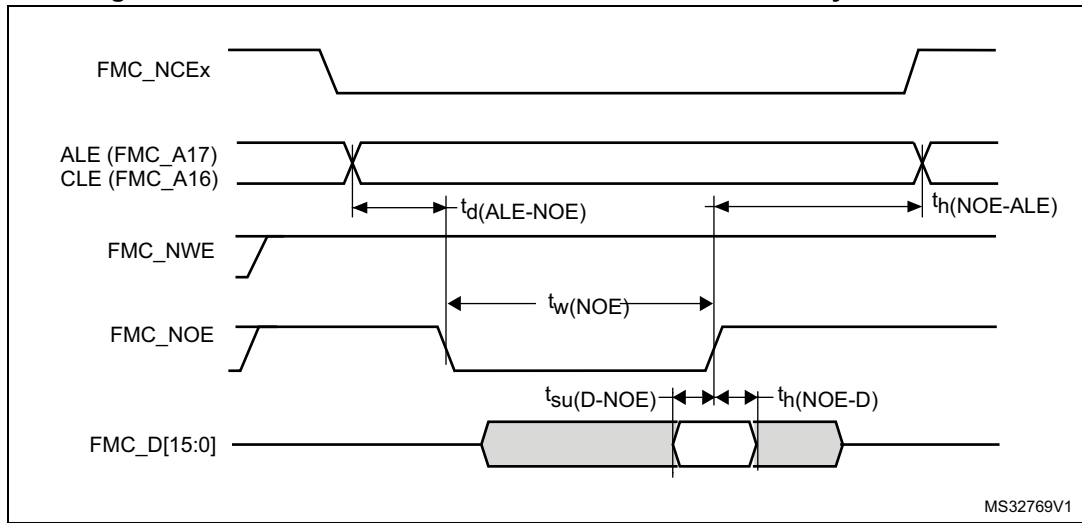 FMC_NCEx
ALE (FMC_A17)
CLE (FMC_A16)
td(ALE-NOE)
th(NOE-ALE)
FMC_NWE
tw(NOE)
FMC_NOE
tsu(D-NOE)
th(NOE-D)
FMC_D[15:0]
MS32769V1